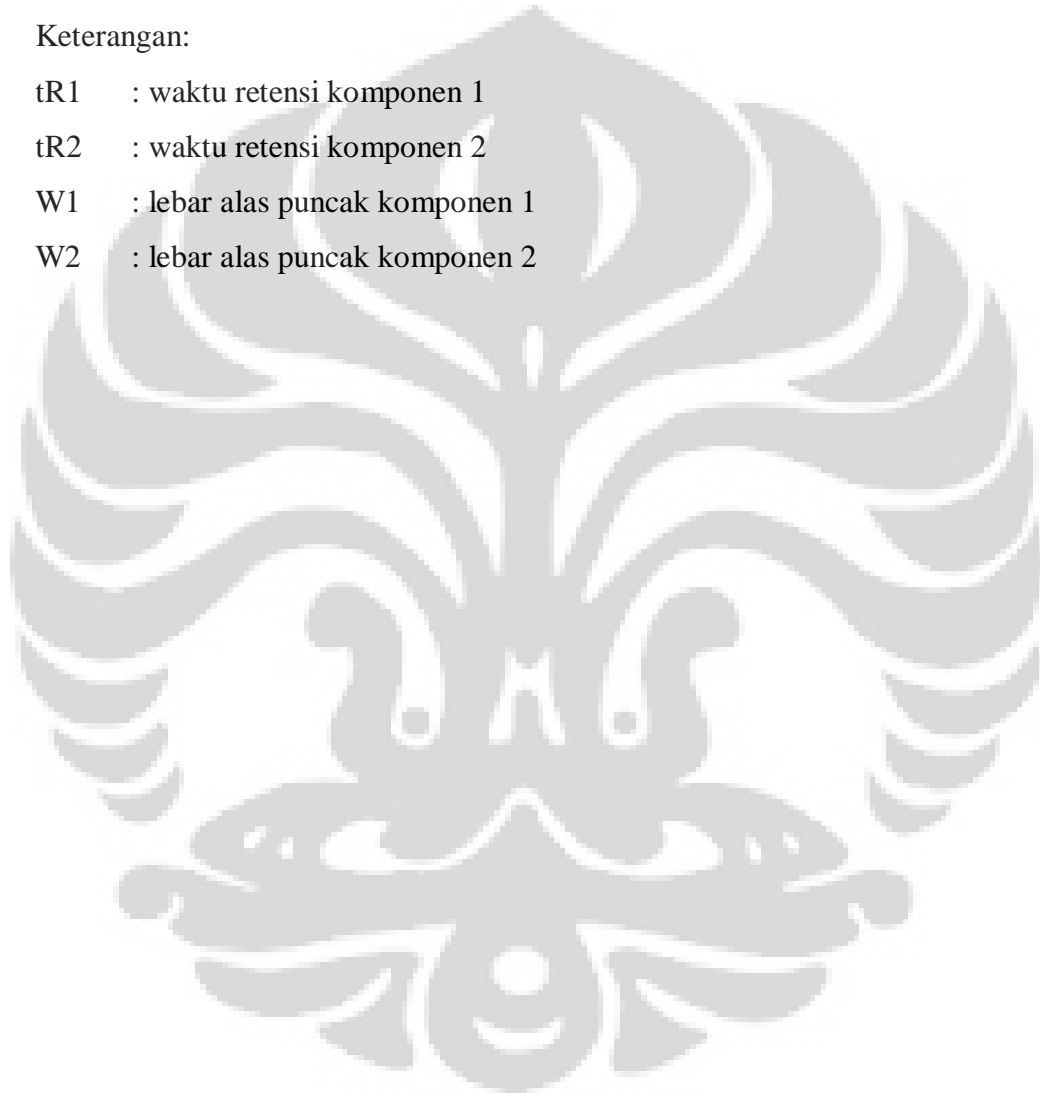 Keterangan:
tR1 : waktu retensi komponen 1
tR2 : waktu retensi komponen 2
W1 : lebar alas puncak komponen 1
W2 : lebar alas puncak komponen 2